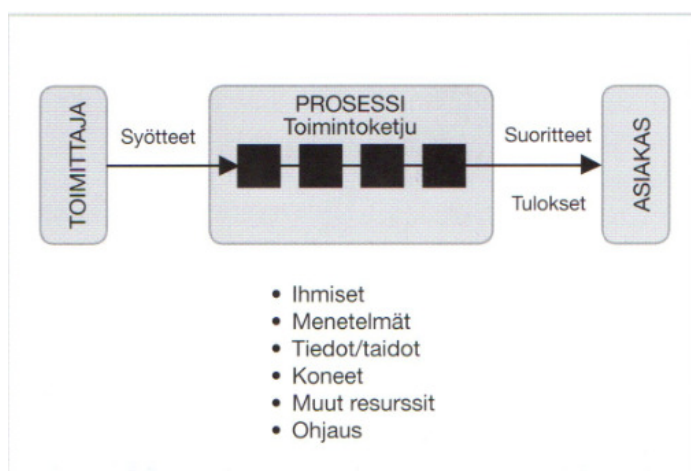 TOIMITTAJA
Syötteet
PROSESSI
Toimintoketju
Suoritteet
Tulokset
ASIAKAS
• Ihmiset
• Menetelmät
• Tiedot/taidot
• Koneet
• Muut resurssit
• Ohjaus